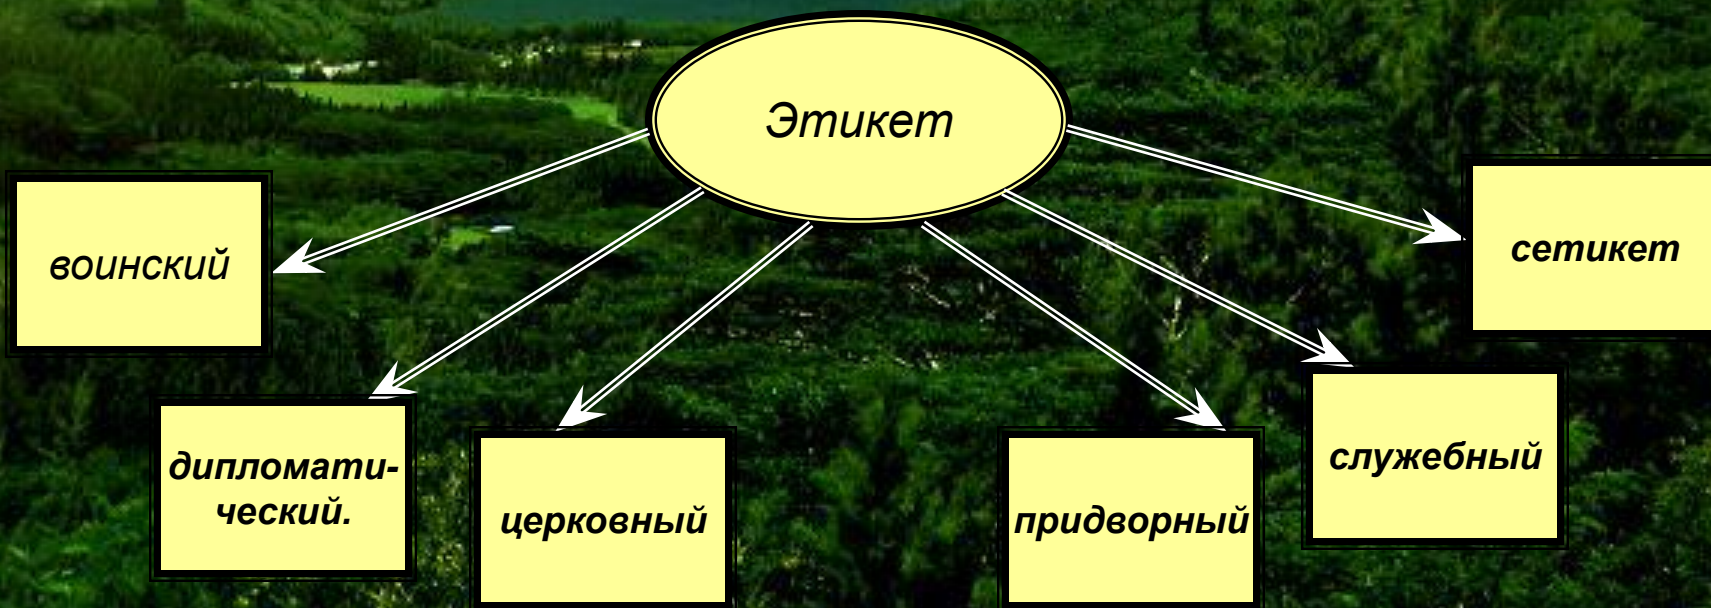 Этикет
воинский
сетикет
дипломати-
ческий.
служебный
церковный
придворный